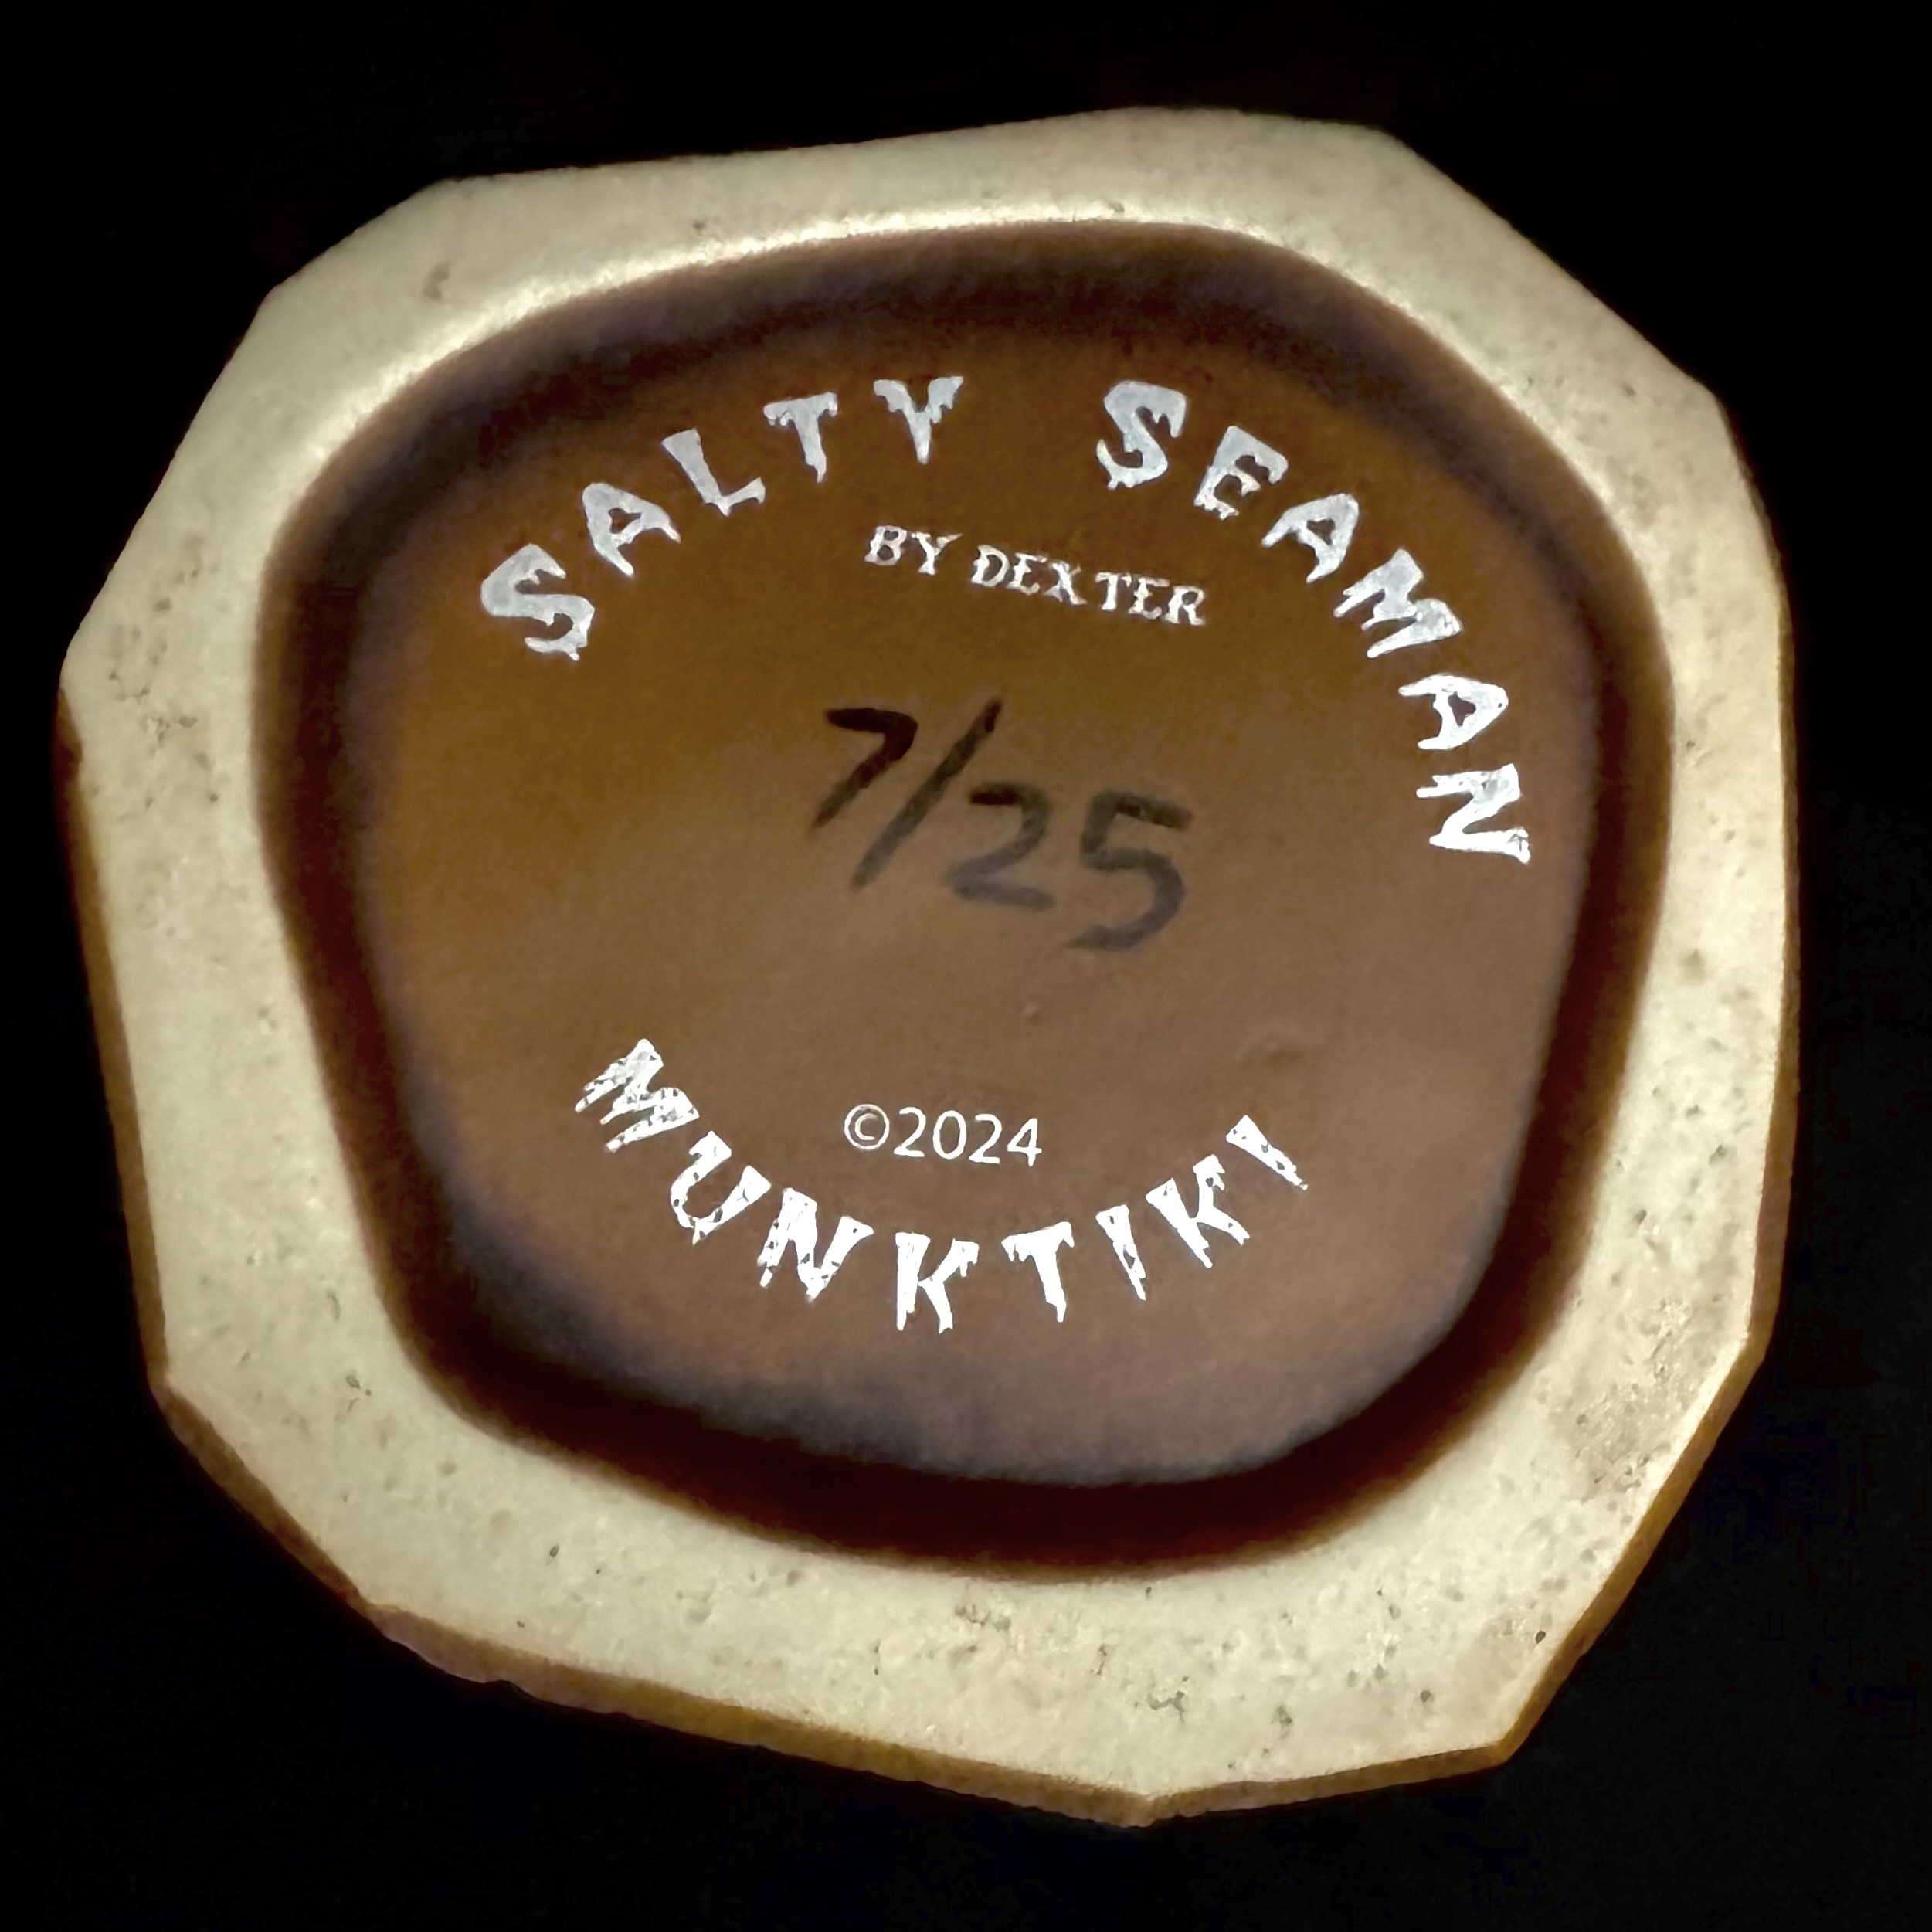 SALTY SEAMAN
BY DEXTER
7/25
©2024
MUNKTIKI